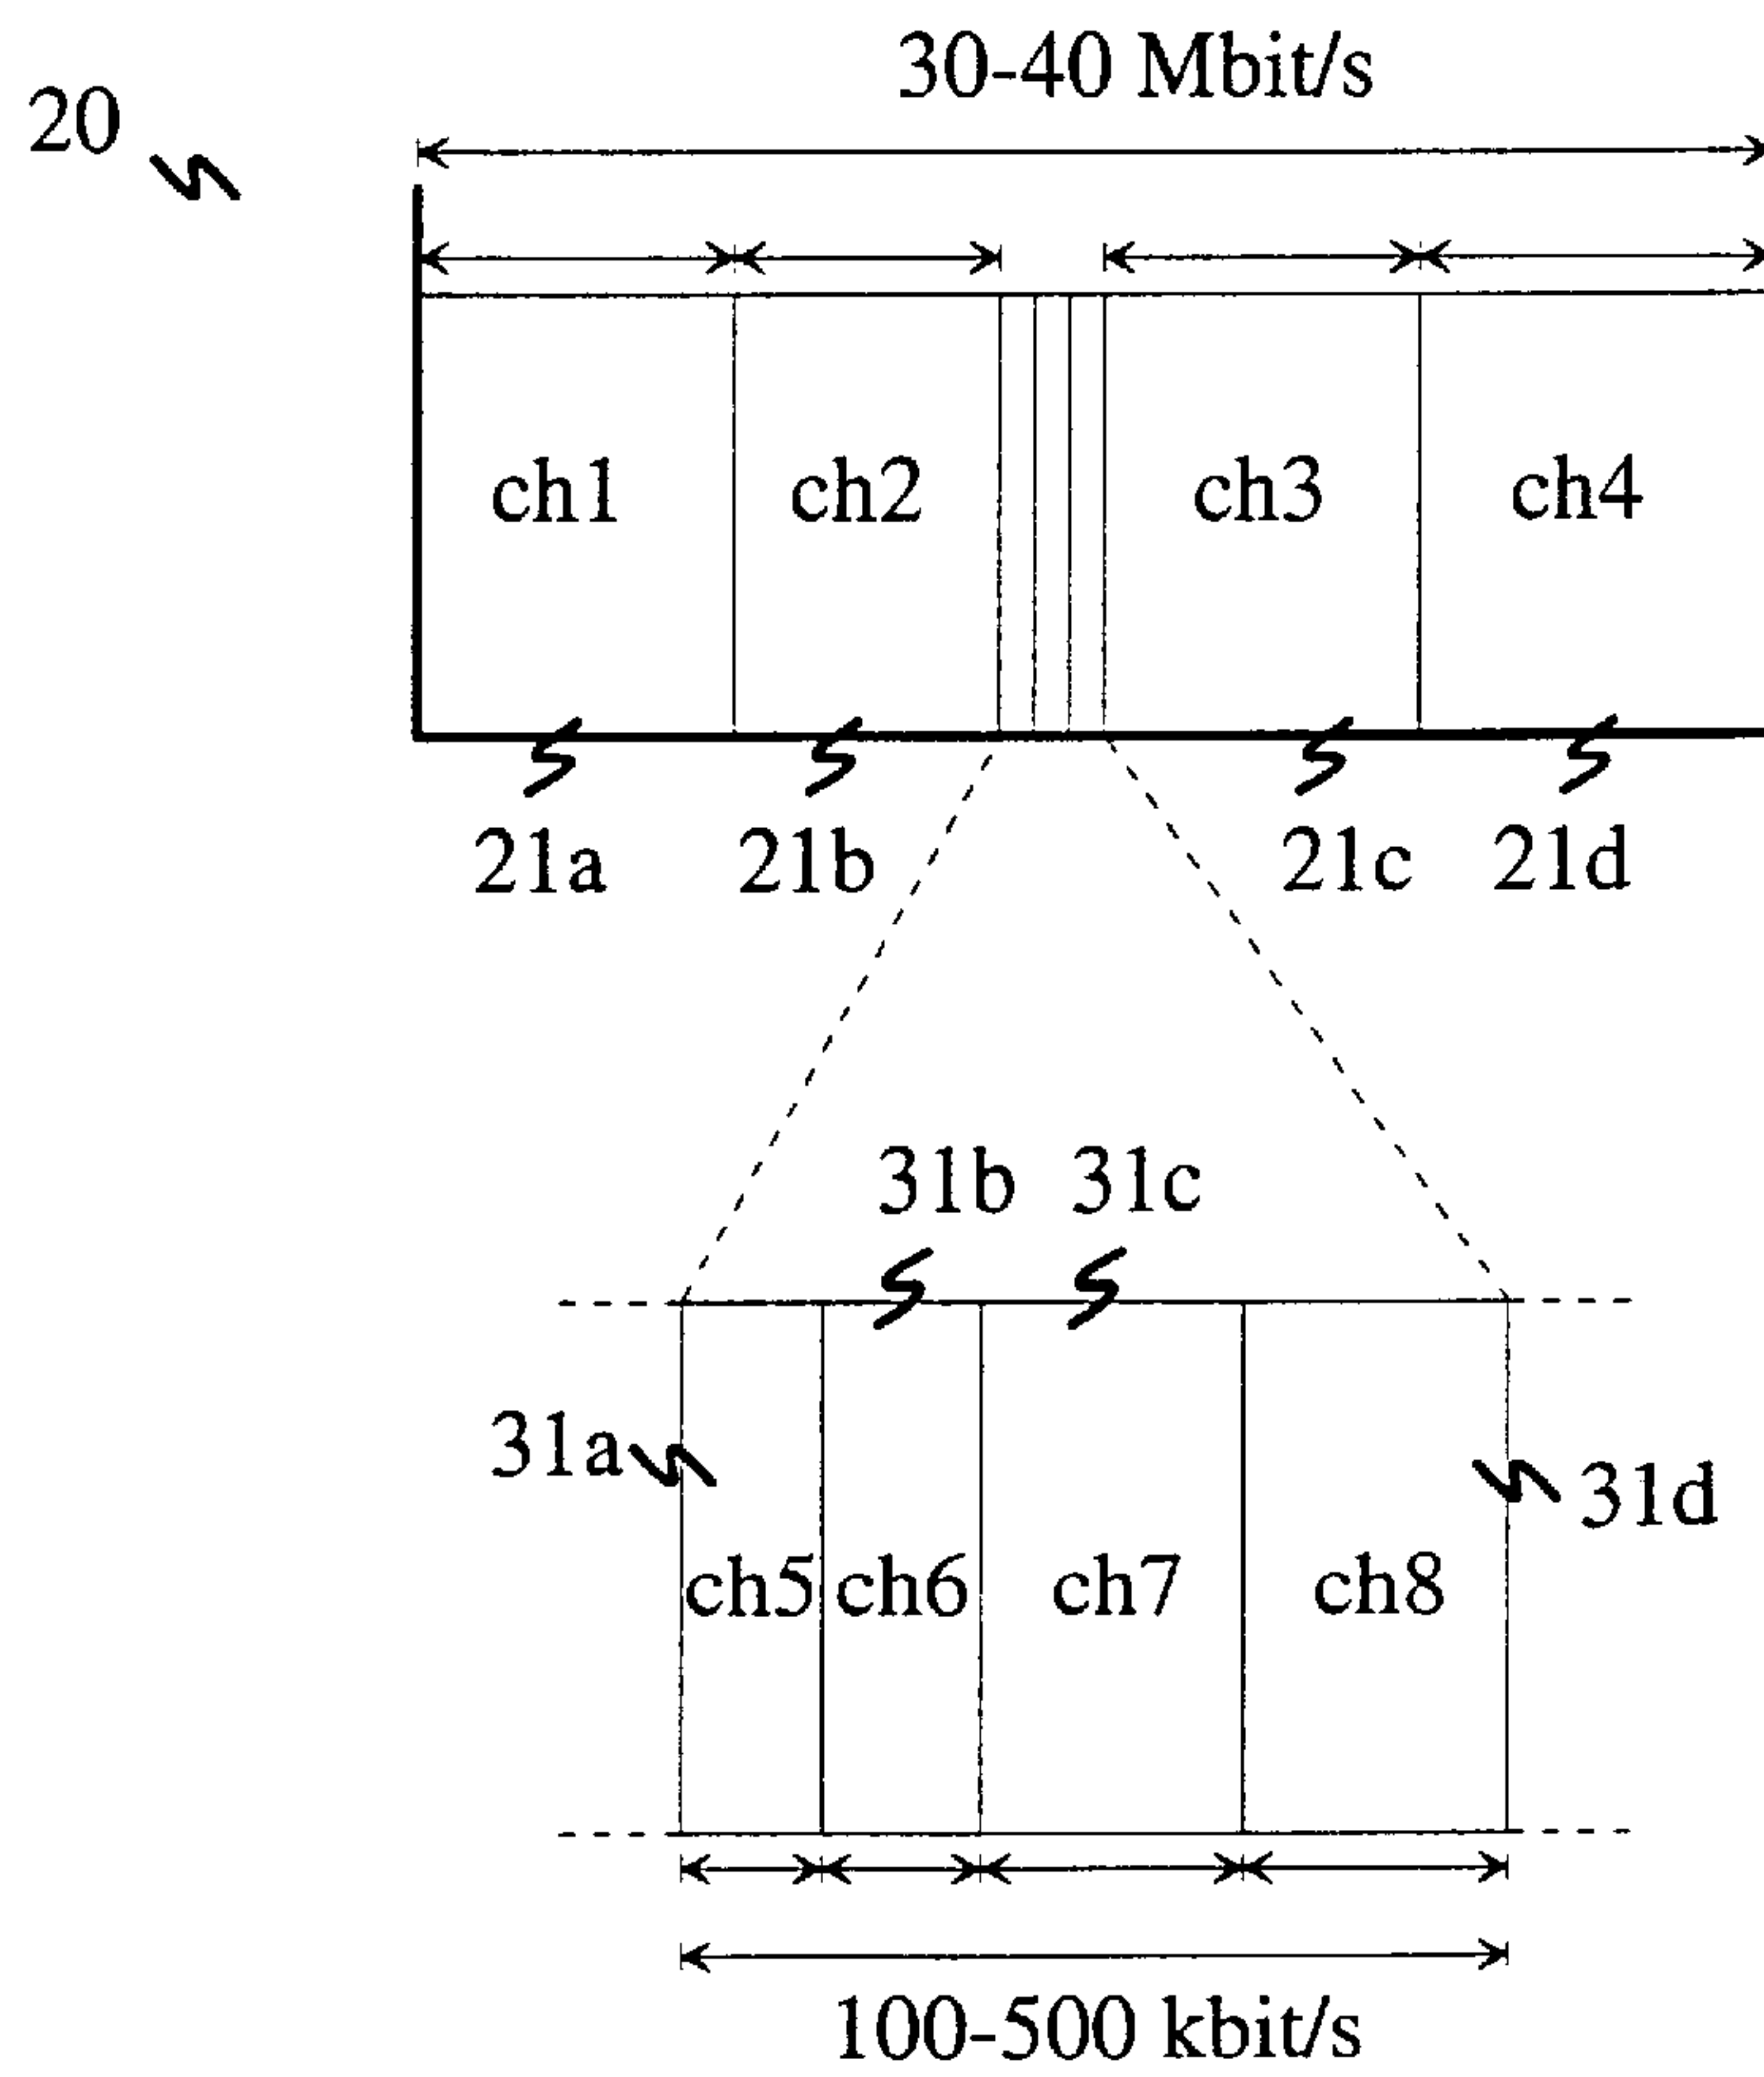 30-40 Mbit/s
20
ch1 ch2 ch3 ch4
21a 21b 21c 21d
31b 31c
31a 31d
ch5 ch6 ch7 ch8
100-500 kbit/s